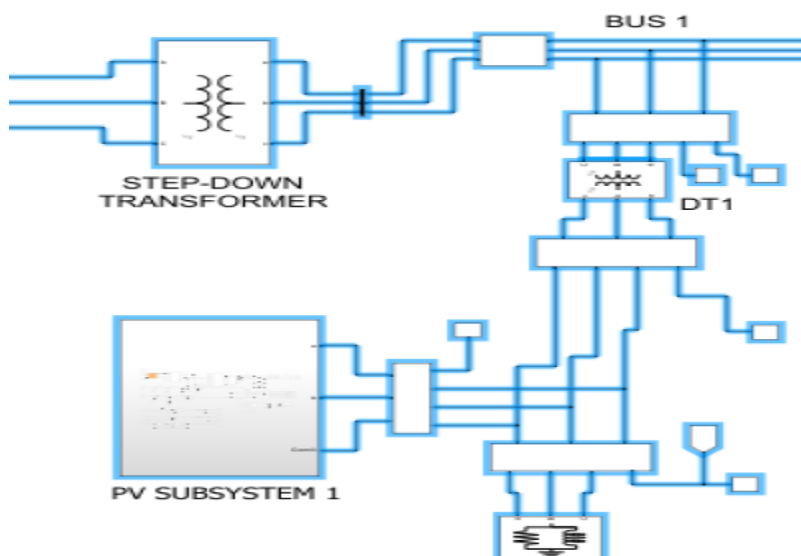 BUS 1
STEP-DOWN
TRANSFORMER
DT1
PV SUBSYSTEM 1